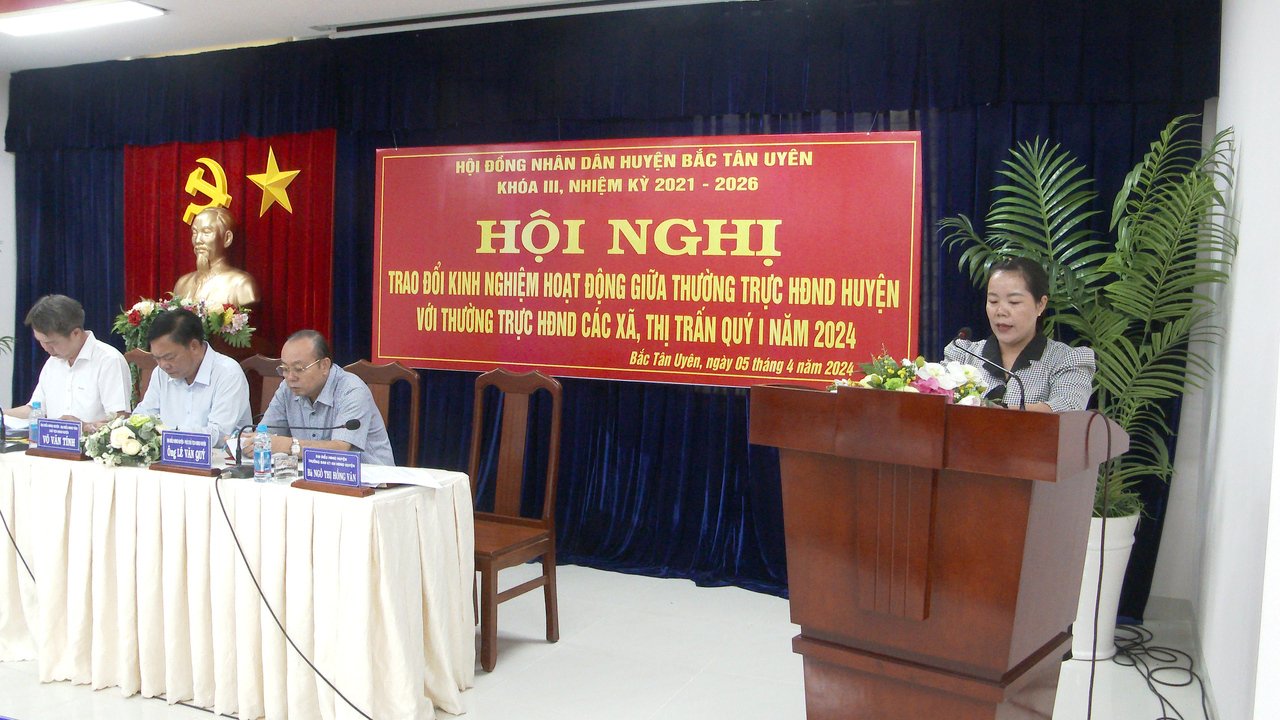 HỘI ĐỒNG NHÂN DÂN HUYỆN BẮC TÂN UYÊN
KHÓA III, NHIỆM KỲ 2021 - 2026
HỘI NGHỊ
TRAO ĐỔI KINH NGHIỆM HOẠT ĐỘNG GIỮA THƯỜNG TRỰC HĐND HUYỆN
VỚI THƯỜNG TRỰC HĐND CÁC XÃ, THỊ TRẤN QUÝ I NĂM 2024
Bắc Tân Uyên, ngày 05 tháng 4 năm 2024
VÕ VĂN TÍNH
Ông LÊ VĂN QUÝ
Bà NGÔ THỊ HỒNG VÂN